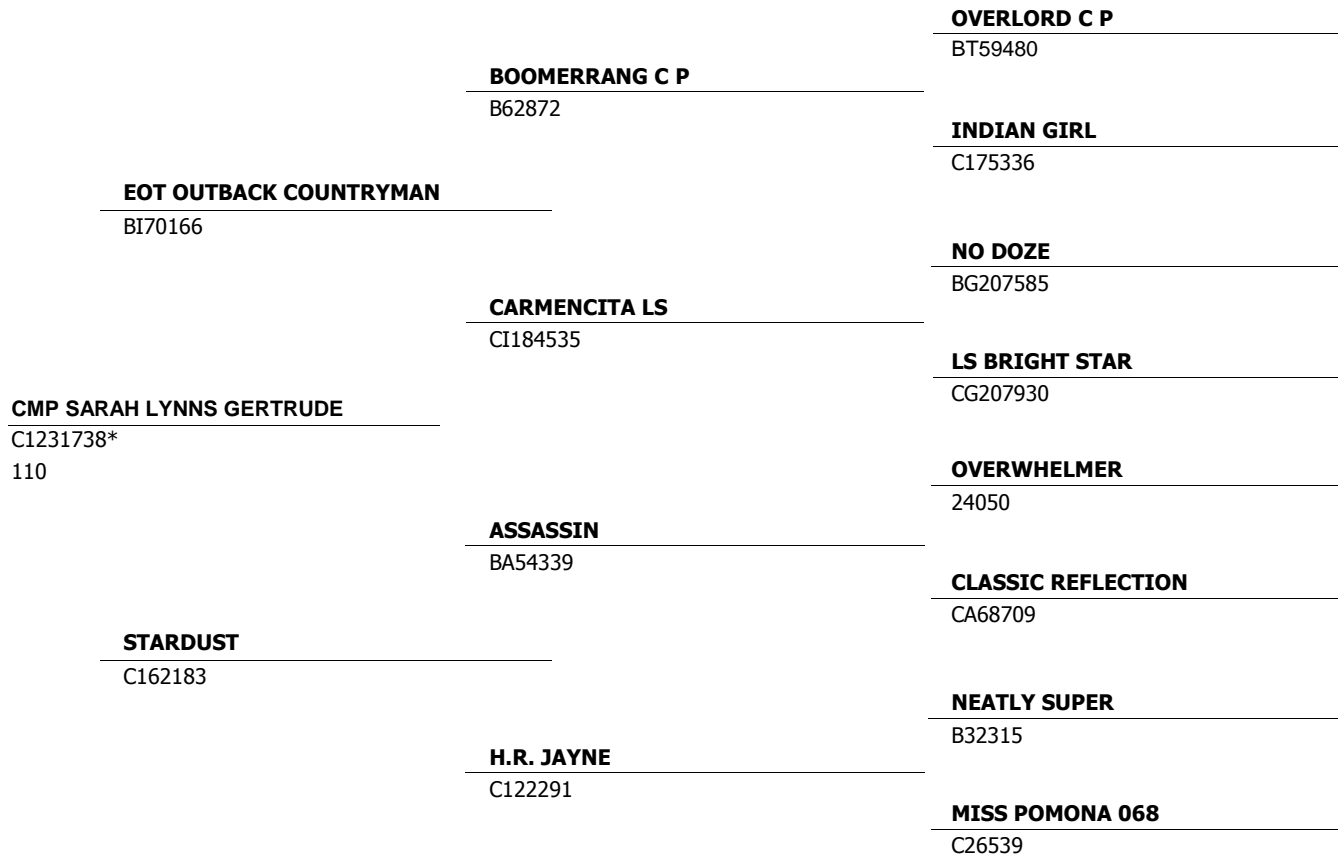 OVERLORD C P
BT59480
BOOMERRANG C P
B62872
INDIAN GIRL
C175336
EOT OUTBACK COUNTRYMAN
BI70166
NO DOZE
BG207585
CARMENCITA LS
CI184535
LS BRIGHT STAR
CG207930
CMP SARAH LYNNS GERTRUDE
C1231738*
110
OVERWHELMER
24050
ASSASSIN
BA54339
CLASSIC REFLECTION
CA68709
STARDUST
C162183
NEATLY SUPER
B32315
H.R. JAYNE
C122291
MISS POMONA 068
C26539